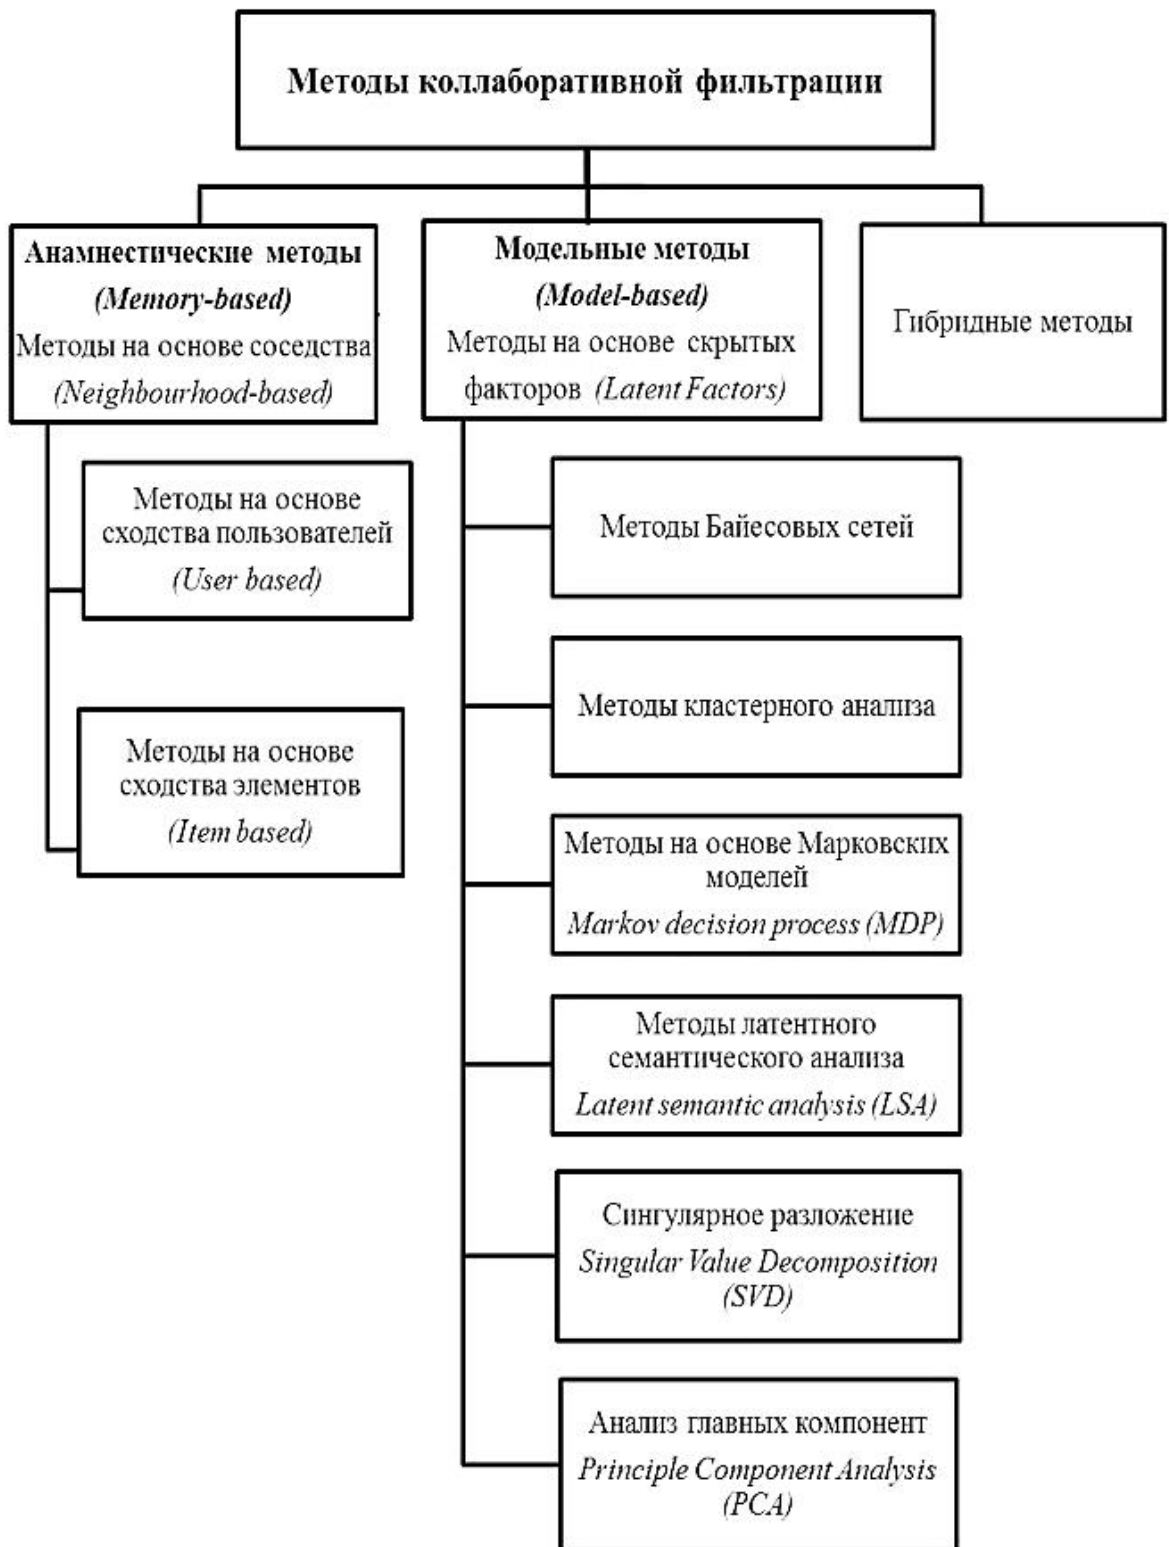 Методы коллаборативной фильтрации
Анамнестические методы
(Memory-based)
Методы на основе соседства
(Neighbourhood-based)
Модельные методы
(Model-based)
Методы на основе скрытых
факторов (Latent Factors)
Гибридные методы
Методы на основе
сходства пользователей
(User based)
Методы на основе
сходства элементов
(Item based)
Методы Байесовых сетей
Методы кластерного анализа
Методы на основе Марковских
моделей
Markov decision process (MDP)
Методы латентного
семантического анализа
Latent semantic analysis (LSA)
Сингулярное разложение
Singular Value Decomposition
(SVD)
Анализ главных компонент
Principle Component Analysis
(PCA)